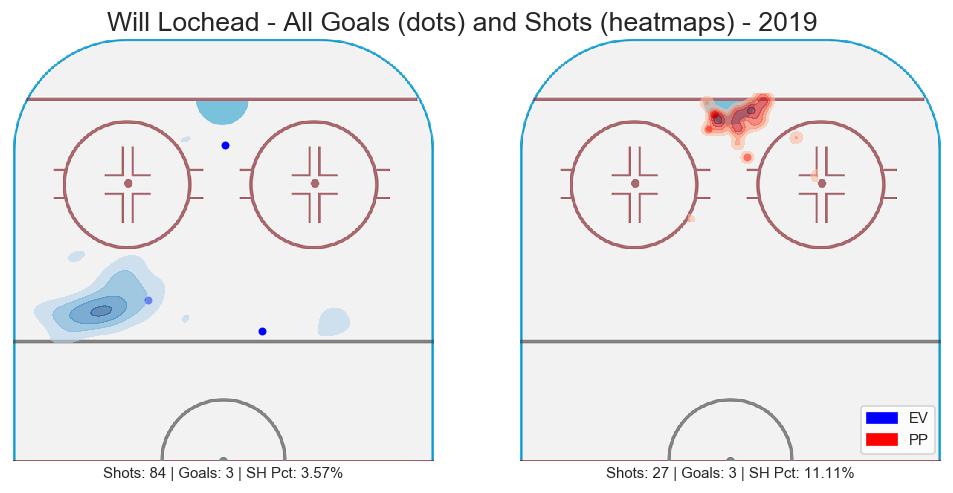 Will Lochead - All Goals (dots) and Shots (heatmaps) - 2019
EV
PP
Shots: 84 | Goals: 3 | SH Pct: 3.57%
Shots: 27 | Goals: 3 | SH Pct: 11.11%